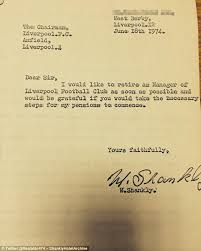 West Derby,
Liverpool.12
June 18th 1974.
The Chairman,
Liverpool.F.C.
Anfield,
Liverpool.4
Dear Sir,
I would like to retire as Manager of
Liverpool Football Club as soon as possible and
would be grateful if you would take the necessary
steps for my pensions to commence.
Yours faithfully,
W. Shankly
W.Shankly.